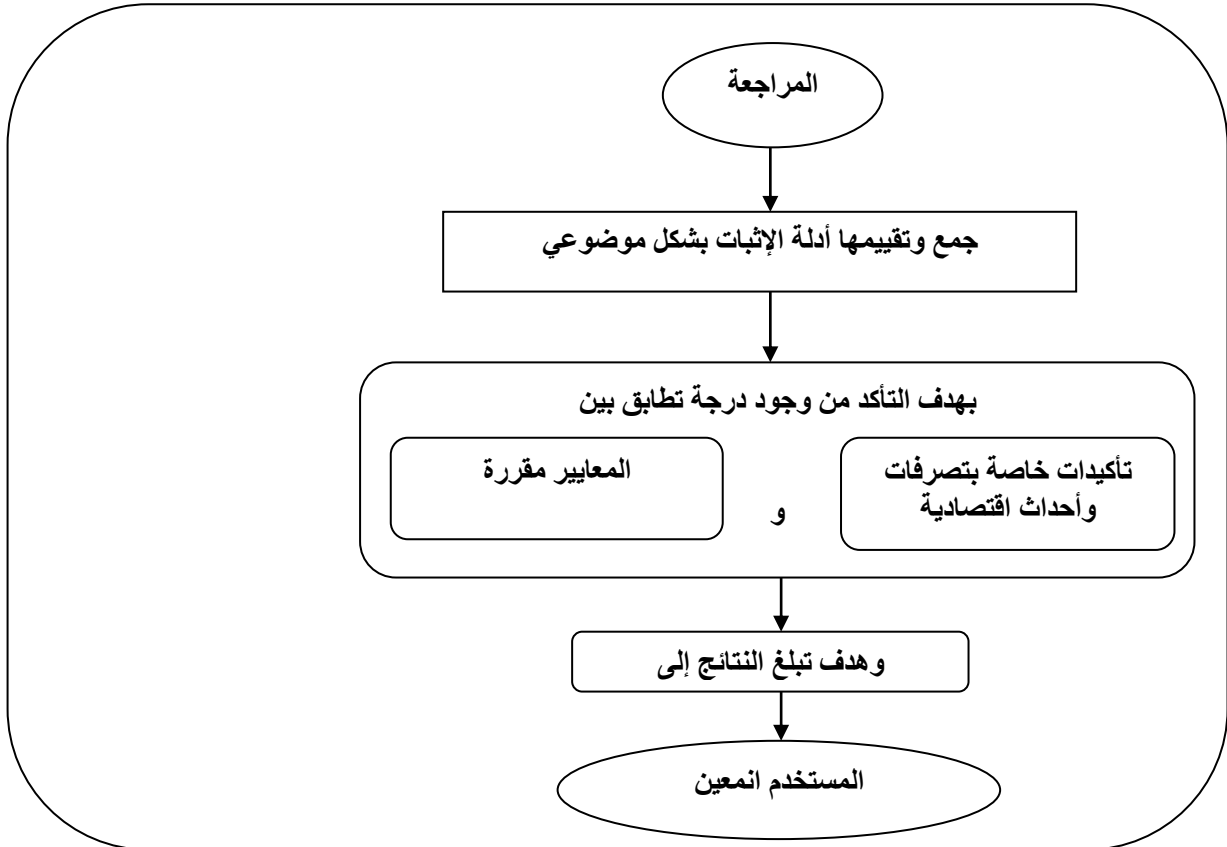 المراجعة
جمع وتقييمها أدلة الإثبات بشكل موضوعي
بهدف التأكد من وجود درجة تطابق بين
تأكيدات خاصة بتصرفات
وأحداث اقتصادية
و
المعايير مقررة
وهدف تبلغ النتائج إلى
المستخدم انمعين